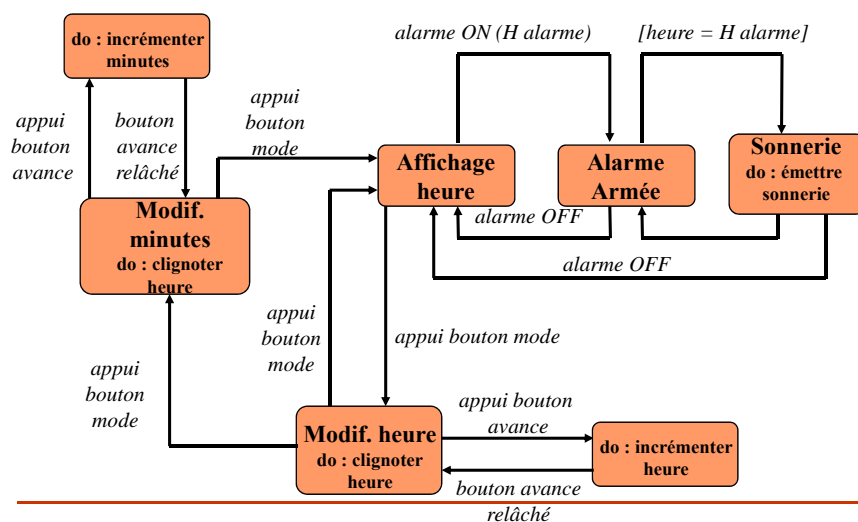 do : incrémenter
minutes
alarme ON (H alarme)
[heure = H alarme]
appui
bouton
avance
bouton
avance
relâché
appui
bouton
mode
Affichage
heure
Alarme
Armée
Sonnerie
do : émettre
sonnerie
Modif.
minutes
do : clignoter
heure
alarme OFF
alarme OFF
appui
bouton
mode
appui
bouton
mode
appui bouton mode
Modif. heure
do : clignoter
heure
appui bouton
avance
do : incrémenter
heure
bouton avance
relâché